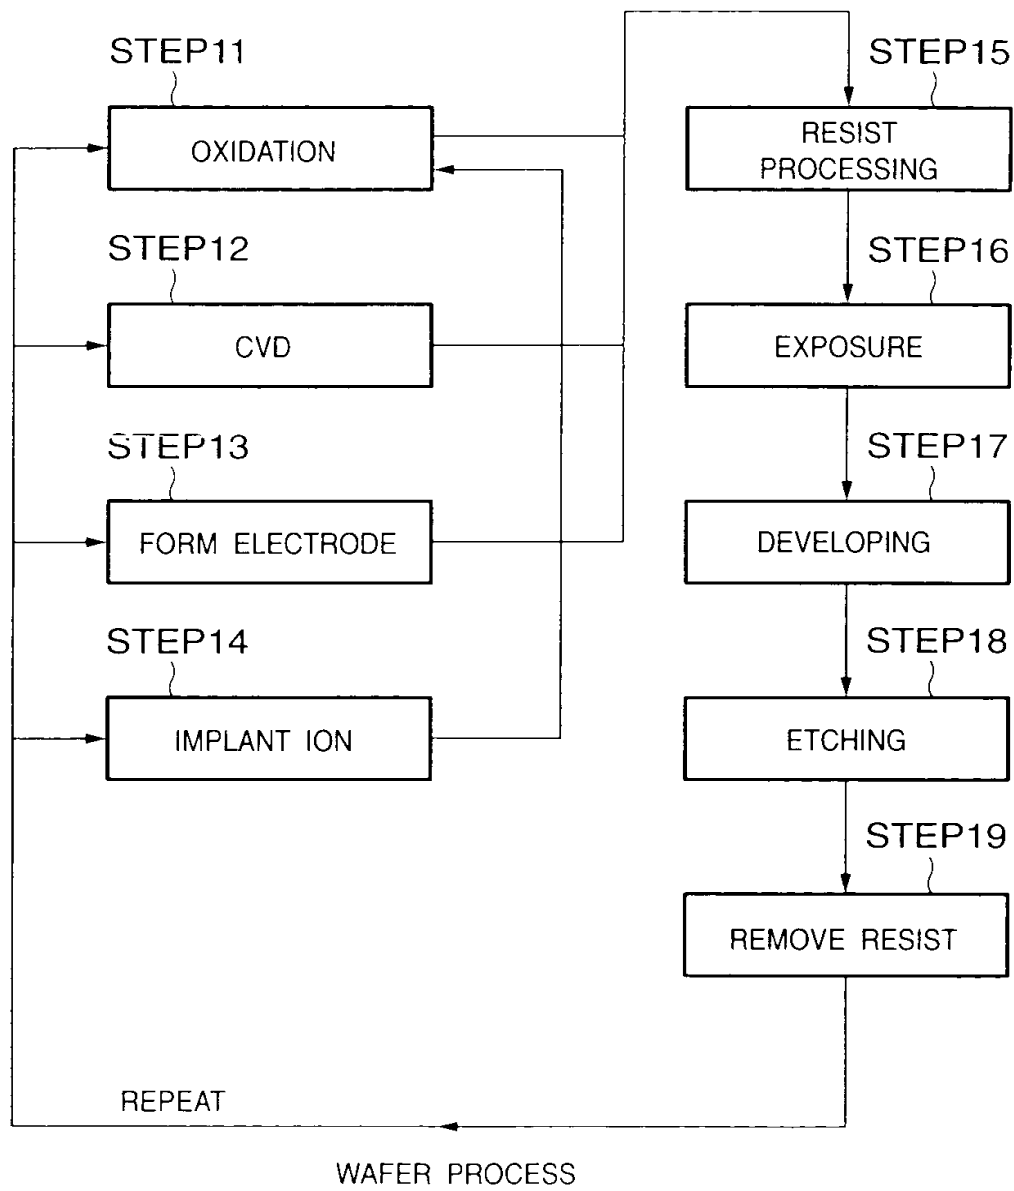 STEP11
OXIDATION
STEP12
CVD
STEP13
FORM ELECTRODE
STEP14
IMPLANT ION
STEP15
RESIST
PROCESSING
STEP16
EXPOSURE
STEP17
DEVELOPING
STEP18
ETCHING
STEP19
REMOVE RESIST
REPEAT
WAFER PROCESS